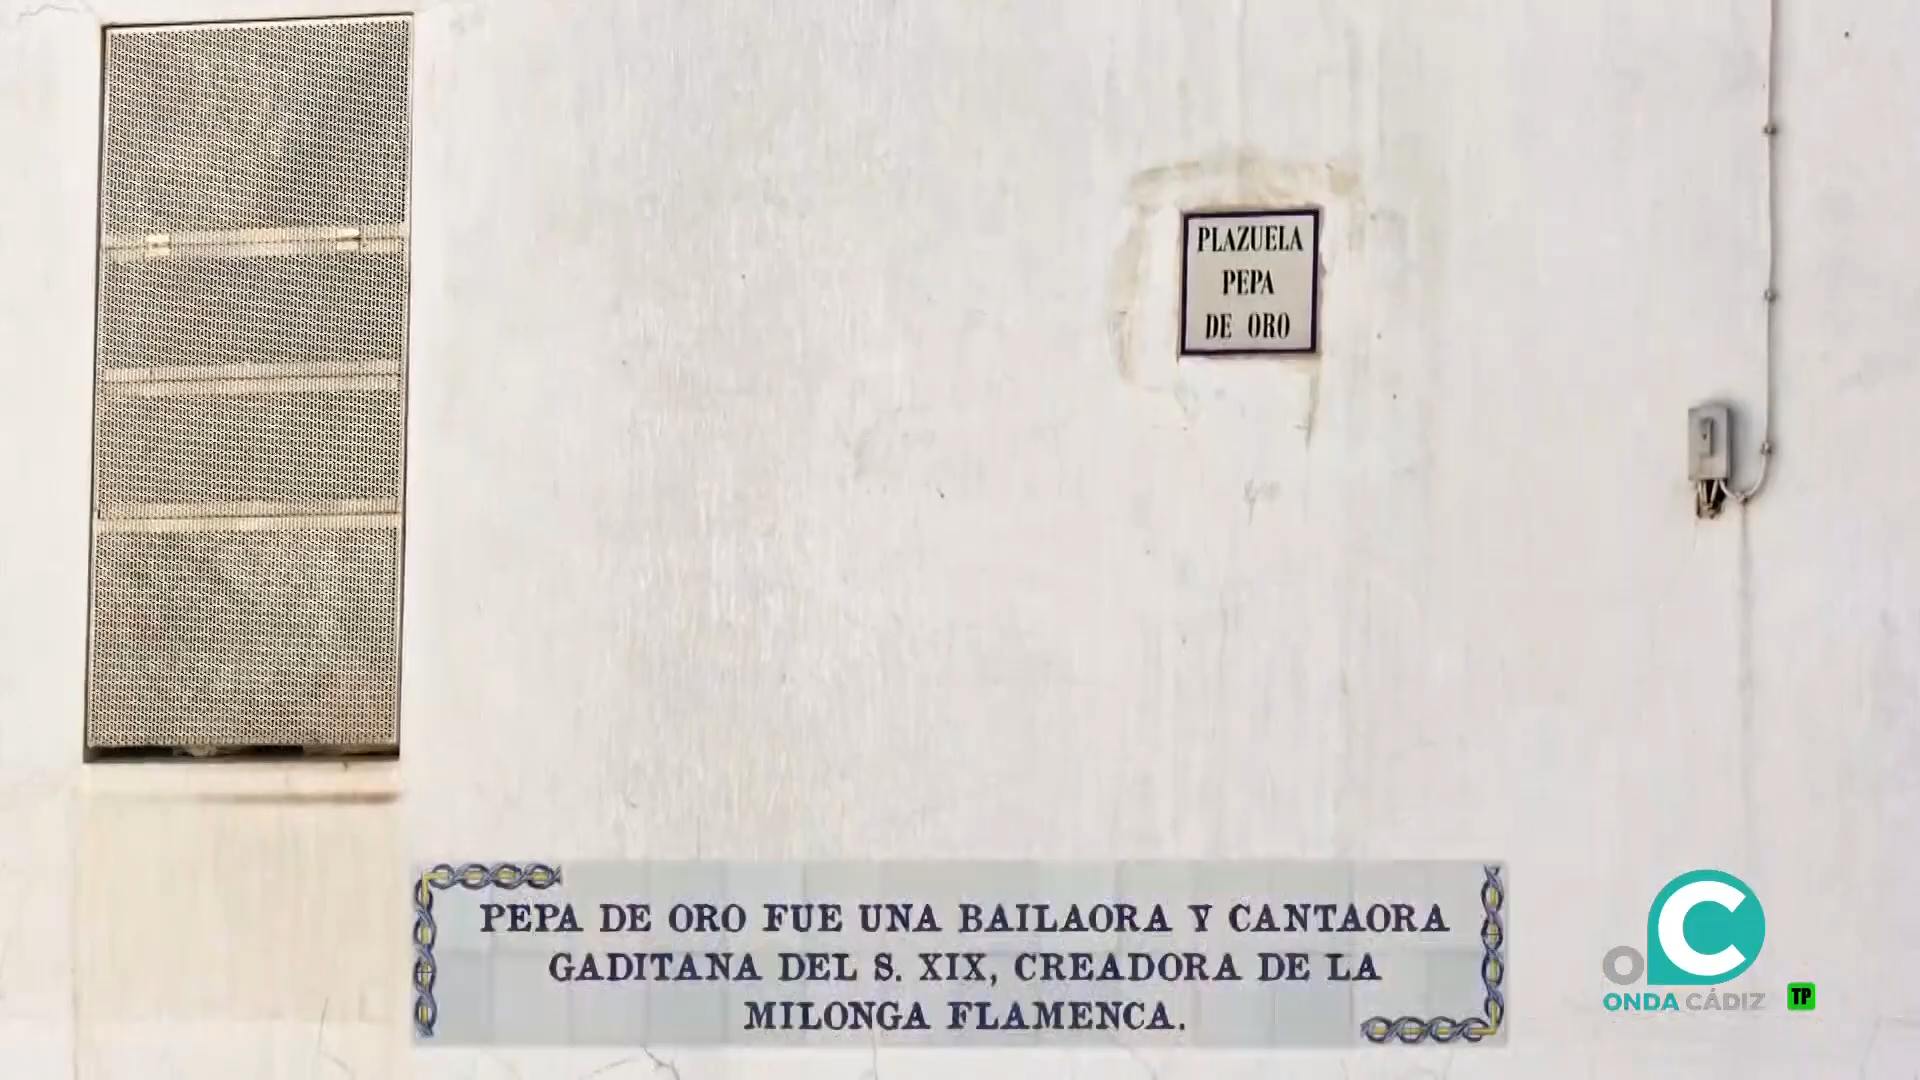 PLAZUELA
PEPA
DE ORO
PEPA DE ORO FUE UNA BAILAORA Y CANTAORA
GADITANA DEL S. XIX, CREADORA DE LA
MILONGA FLAMENCA.
O C
ONDA CÁDIZ
TP